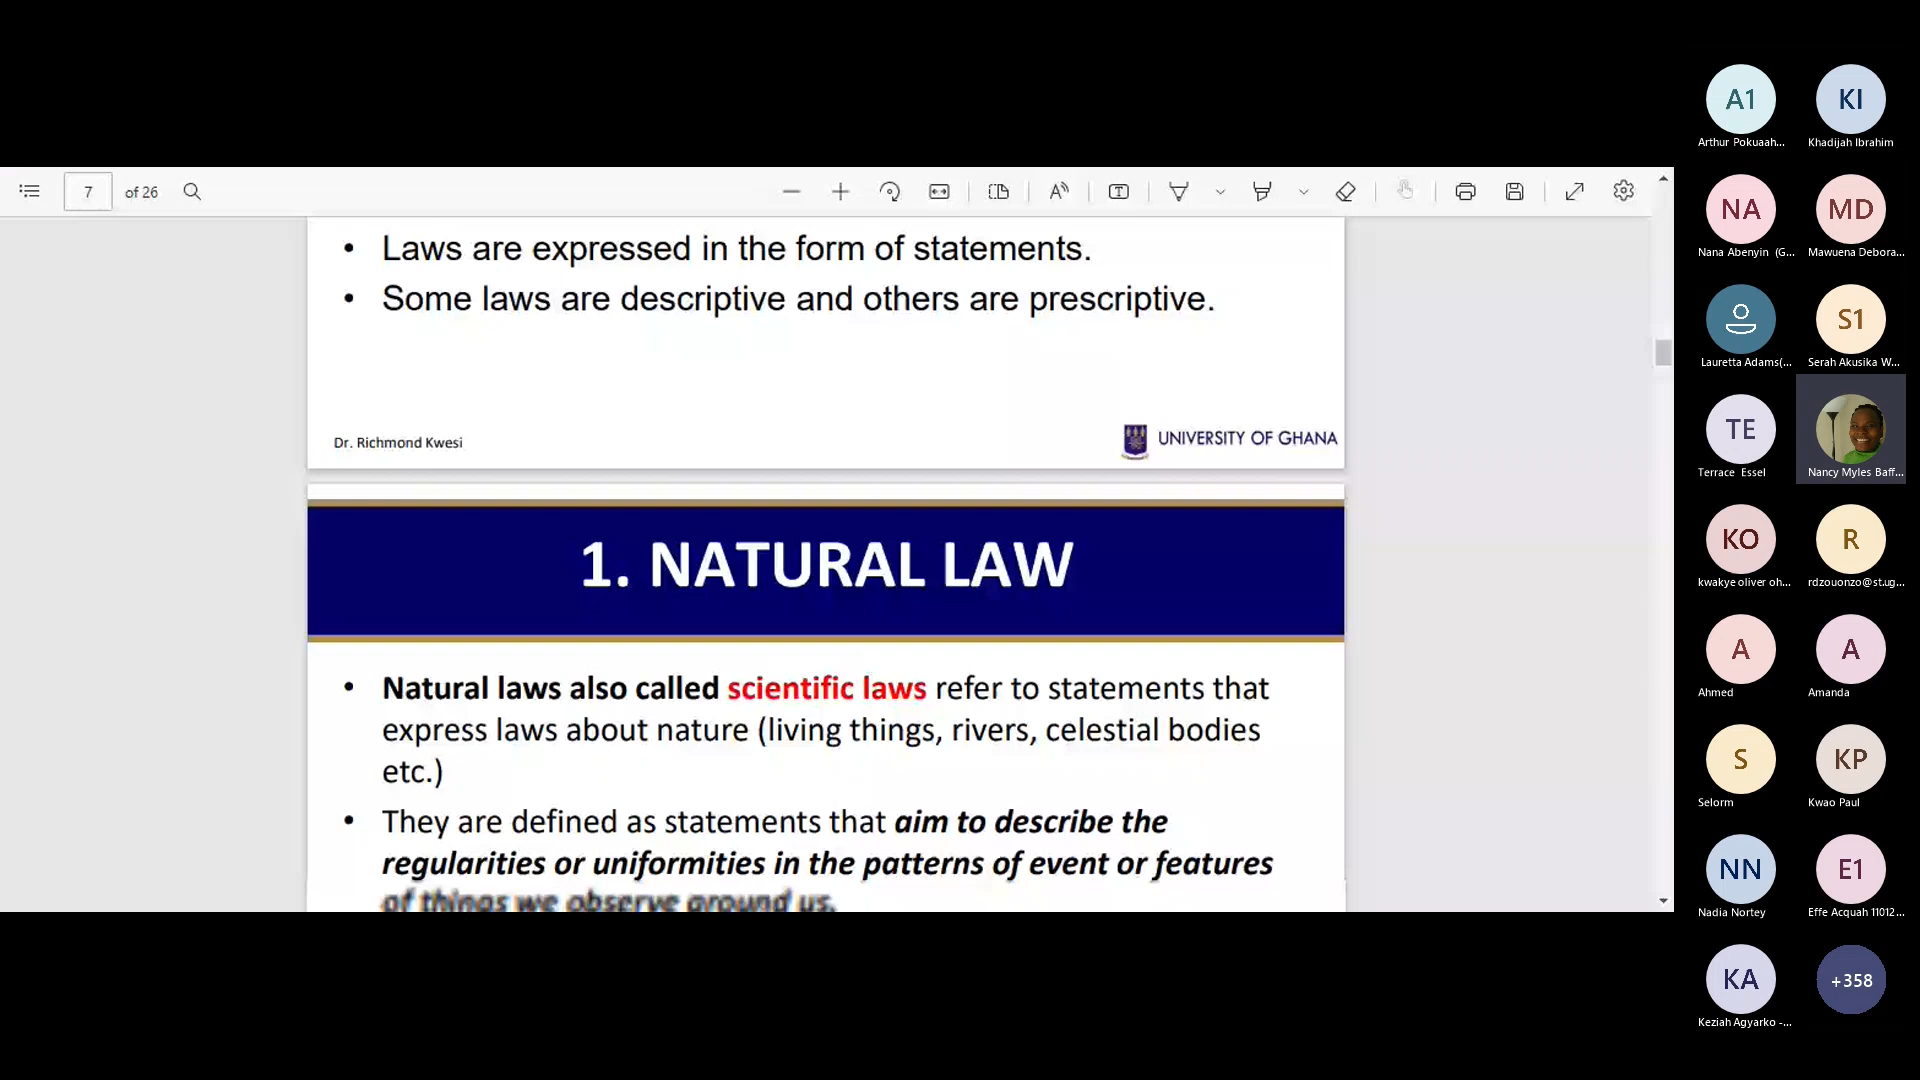 7 of 26
• Laws are expressed in the form of statements.
• Some laws are descriptive and others are prescriptive.
Dr. Richmond Kwesi
UNIVERSITY OF GHANA
1. NATURAL LAW
• Natural laws also called scientific laws refer to statements that
express laws about nature (living things, rivers, celestial bodies
etc.)
• They are defined as statements that aim to describe the
regularities or uniformities in the patterns of event or features
of things we observe around us.
A1 KI
Arthur Pokuaah... Khadijah Ibrahim
NA MD
Nana Abenyin (G... Mawuena Debora...
S1
Lauretta Adams(... Serah Akusika W...
TE
Terrace Essel Nancy Myles Baff...
KO R
kwakye oliver oh... rdzouonzo@st.ug...
A A
Ahmed Amanda
S KP
Selorm Kwao Paul
NN E1
Nadia Nortey Effe Acquah 11012...
KA +358
Keziah Agyarko -...